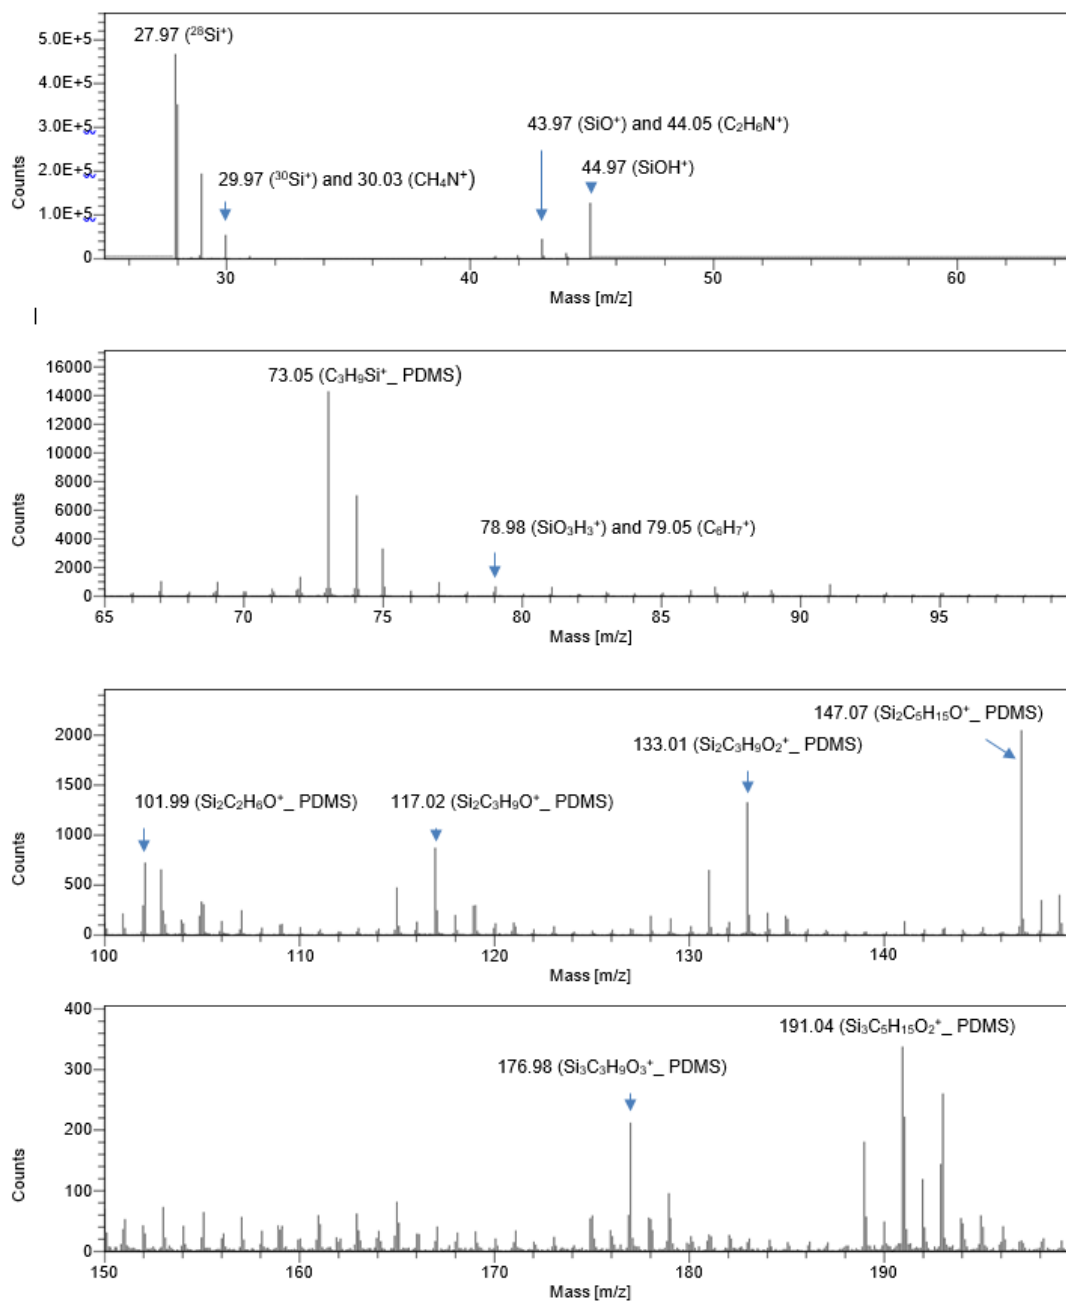 27.97 (²⁸Si⁺)
5.0E+5
4.0E+5
43.97 (SiO⁺) and 44.05 (C₂H₆N⁺)
3.0E+5
44.97 (SiOH⁺)
2.0E+5
29.97 (³⁰Si⁺) and 30.03 (CH₄N⁺)
1.0E+5
0
Counts
30 40 50 60
Mass [m/z]
16000
73.05 (C₃H₉Si⁺_ PDMS)
14000
12000
10000
8000
6000
78.98 (SiO₃H₃⁺) and 79.05 (C₆H₇⁺)
4000
2000
0
Counts
65 70 75 80 85 90 95
Mass [m/z]
147.07 (Si₂C₅H₁₅O⁺_ PDMS)
2000
133.01 (Si₂C₃H₉O₂⁺_ PDMS)
1500
101.99 (Si₂C₂H₆O⁺_ PDMS)
117.02 (Si₂C₃H₉O⁺_ PDMS)
1000
500
0
Counts
100 110 120 130 140
Mass [m/z]
400
191.04 (Si₃C₅H₁₅O₂⁺_ PDMS)
300
176.98 (Si₃C₃H₉O₃⁺_ PDMS)
200
100
0
Counts
150 160 170 180 190
Mass [m/z]